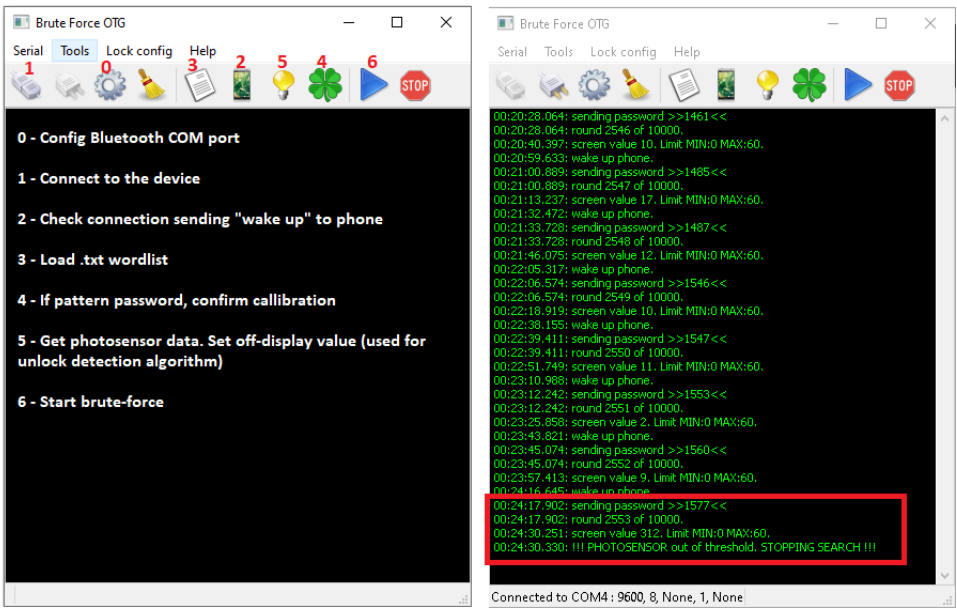 Brute Force OTG
Serial Tools Lock config Help
1 0 3 2 5 4 6
STOP
0 - Config Bluetooth COM port
1 - Connect to the device
2 - Check connection sending "wake up" to phone
3 - Load .txt wordlist
4 - If pattern password, confirm callibration
5 - Get photosensor data. Set off-display value (used for
unlock detection algorithm)
6 - Start brute-force
Brute Force OTG
Serial Tools Lock config Help
STOP
00:20:28.064: sending password >>1461<<
00:20:28.064: round 2546 of 10000.
00:20:40.397: screen value 10. Limit MIN:0 MAX:60.
00:20:59.633: wake up phone.
00:21:00.889: sending password >>1485<<
00:21:00.889: round 2547 of 10000.
00:21:13.237: screen value 17. Limit MIN:0 MAX:60.
00:21:32.472: wake up phone.
00:21:33.728: sending password >>1487<<
00:21:33.728: round 2548 of 10000.
00:21:46.075: screen value 12. Limit MIN:0 MAX:60.
00:22:05.317: wake up phone.
00:22:06.574: sending password >>1546<<
00:22:06.574: round 2549 of 10000.
00:22:18.919: screen value 10. Limit MIN:0 MAX:60.
00:22:38.155: wake up phone.
00:22:39.411: sending password >>1547<<
00:22:39.411: round 2550 of 10000.
00:22:51.749: screen value 11. Limit MIN:0 MAX:60.
00:23:10.988: wake up phone.
00:23:12.242: sending password >>1553<<
00:23:12.242: round 2551 of 10000.
00:23:25.858: screen value 2. Limit MIN:0 MAX:60.
00:23:43.821: wake up phone.
00:23:45.074: sending password >>1560<<
00:23:45.074: round 2552 of 10000.
00:23:57.413: screen value 9. Limit MIN:0 MAX:60.
00:24:16.645: wake up phone.
00:24:17.902: sending password >>1577<<
00:24:17.902: round 2553 of 10000.
00:24:30.251: screen value 312. Limit MIN:0 MAX:60.
00:24:30.330: !!! PHOTOSENSOR out of threshold. STOPPING SEARCH !!!
Connected to COM4 : 9600, 8, None, 1, None